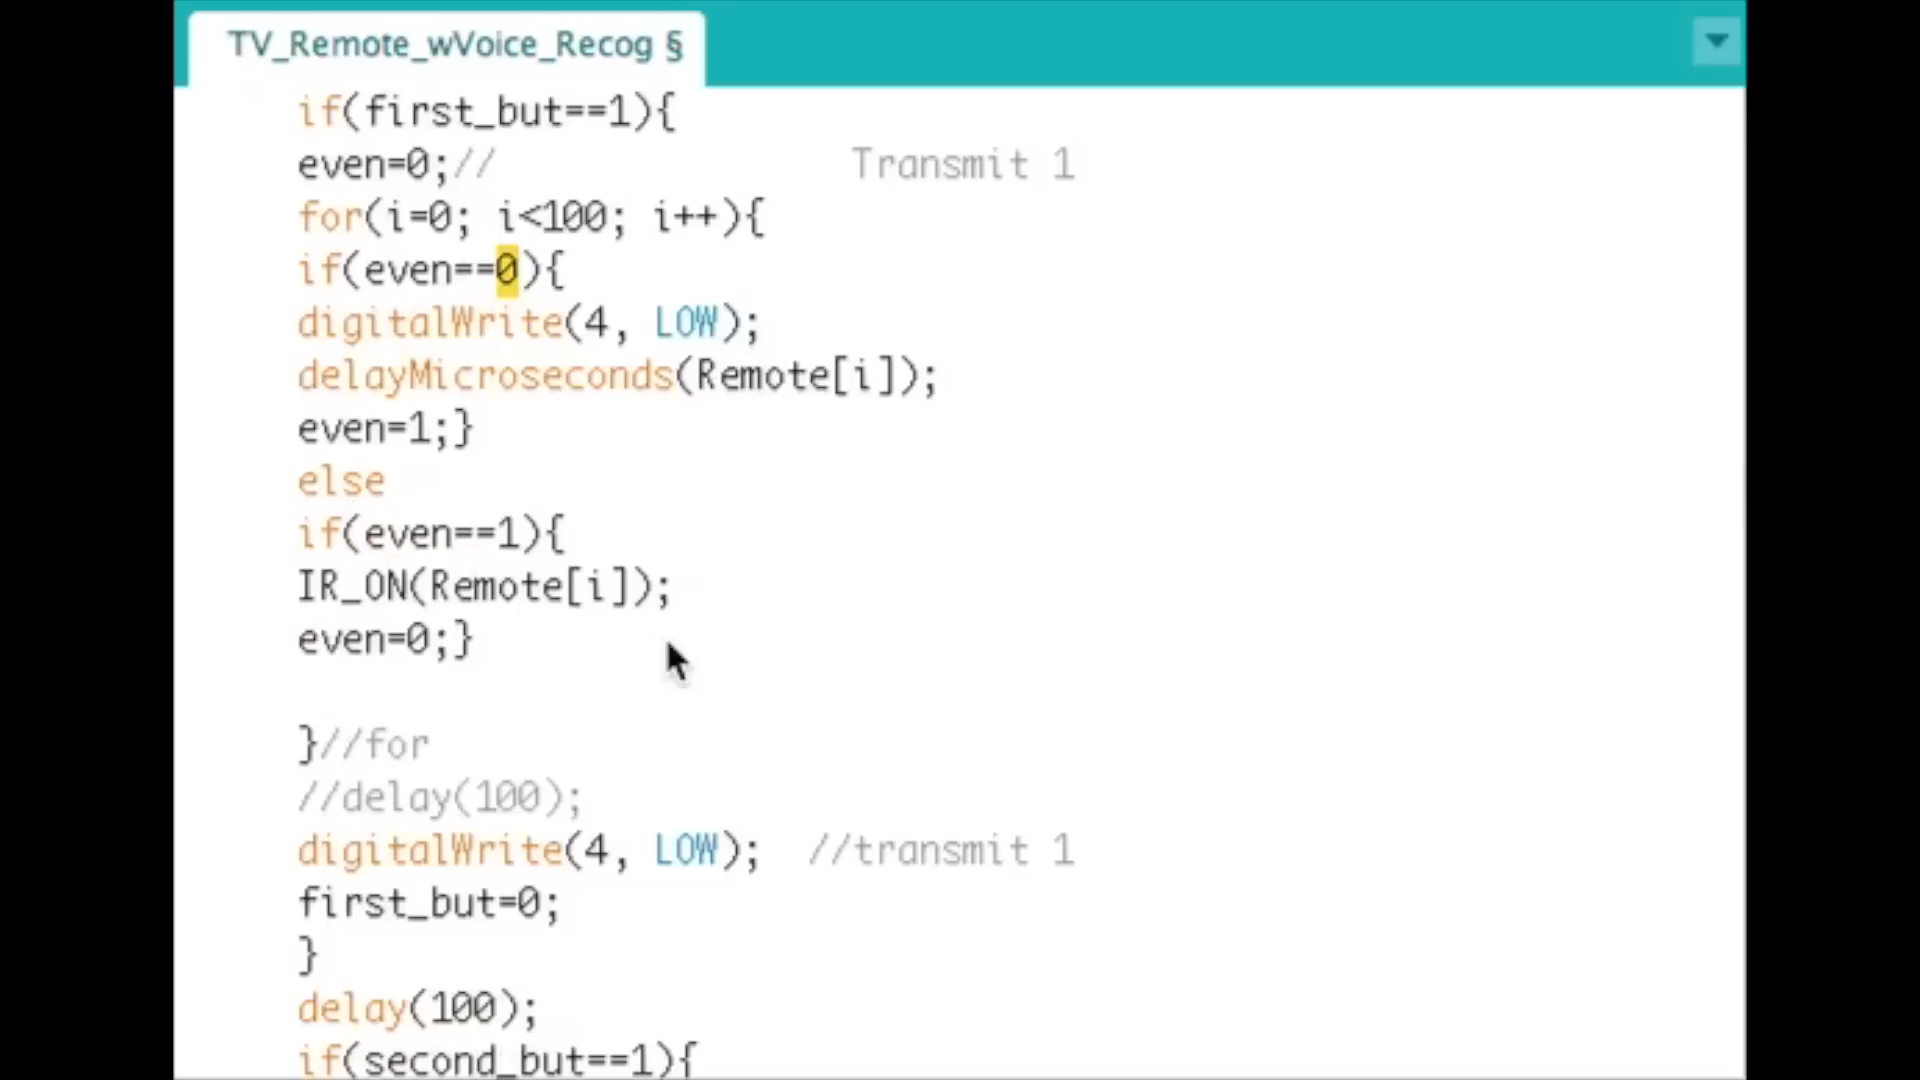 TV_Remote_wVoice_Recog §
if(first_but==1){
even=0;// Transmit 1
for(i=0; i<100; i++){
if(even==0){
digitalWrite(4, LOW);
delayMicroseconds(Remote[i]);
even=1;}
else
if(even==1){
IR_ON(Remote[i]);
even=0;}
}//for
//delay(100);
digitalWrite(4, LOW); //transmit 1
first_but=0;
}
delay(100);
if(second_but==1){